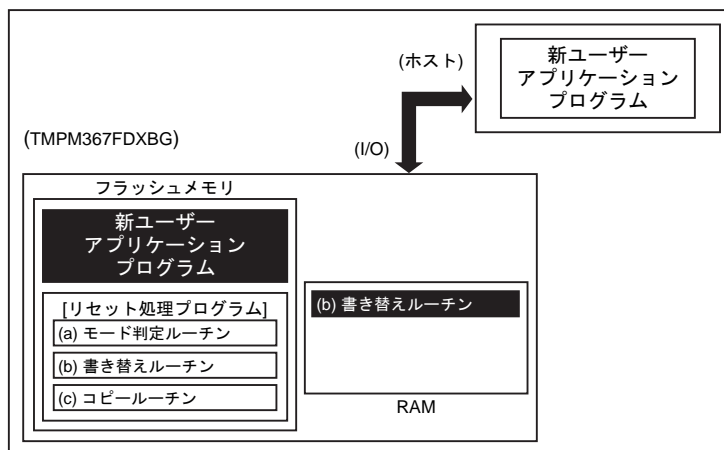 (ホスト)
新ユーザー
アプリケーション
プログラム
(TMPM367FDXBG)
(I/O)
フラッシュメモリ
新ユーザー
アプリケーション
プログラム
[リセット処理プログラム]
(a) モード判定ルーチン
(b) 書き替えルーチン
(c) コピールーチン
(b) 書き替えルーチン
RAM